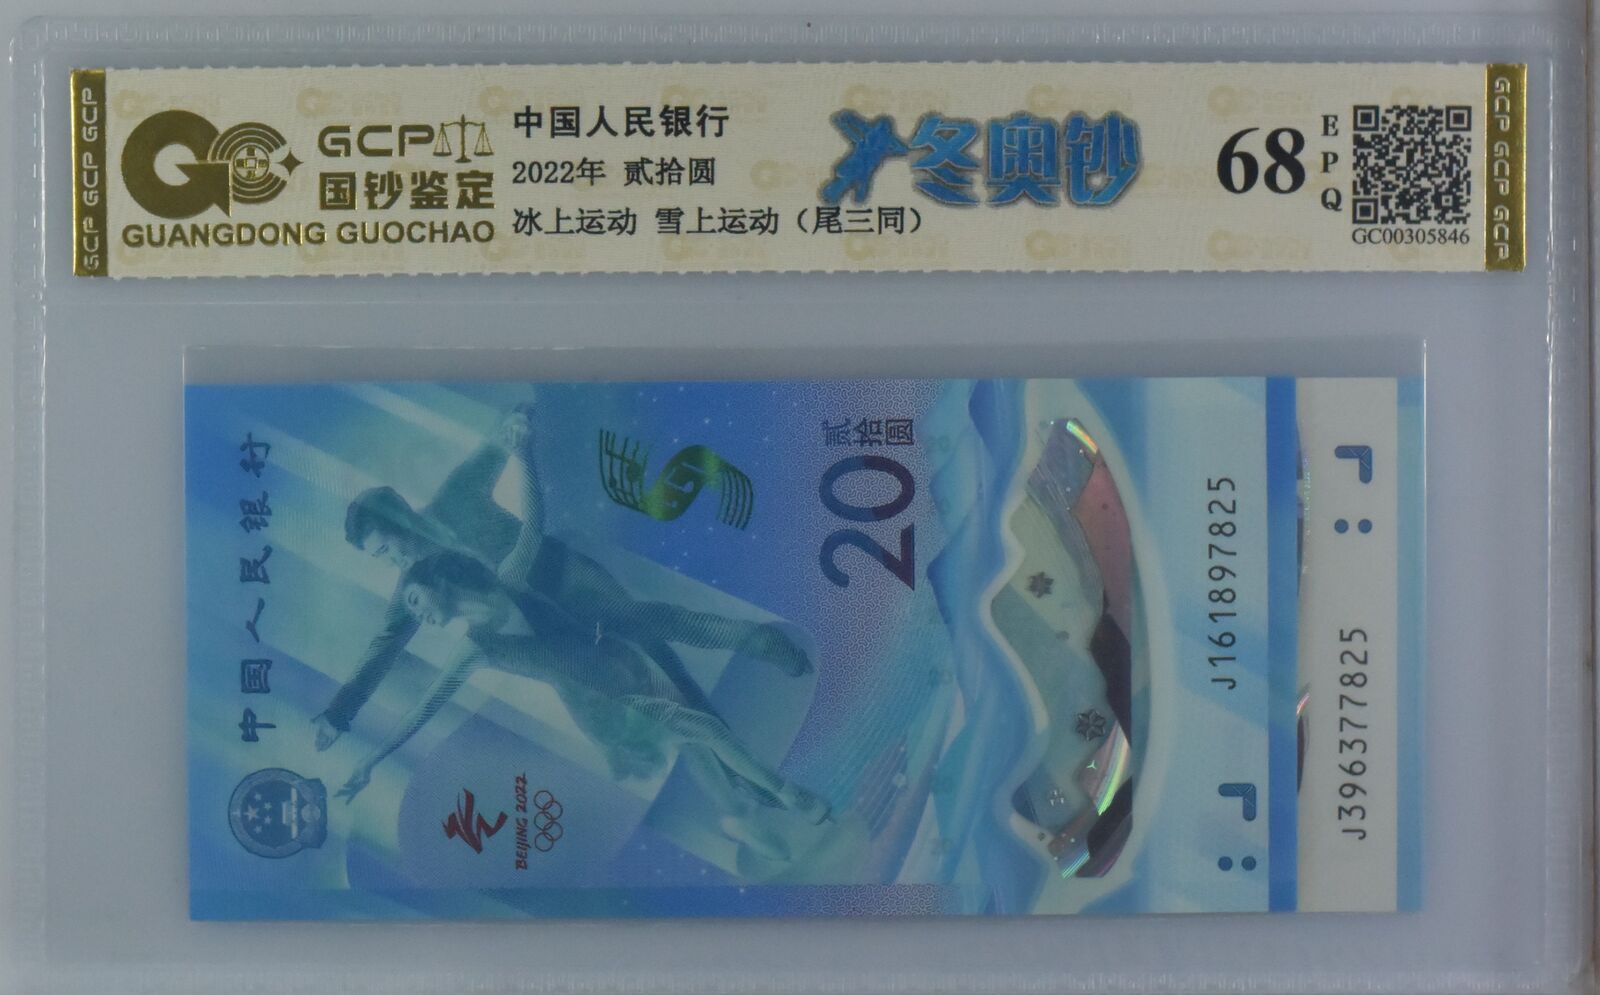 GCP GCP GCP
GCP
国钞鉴定
GUANGDONG GUOCHAO
中国人民银行
2022年 贰拾圆
冰上运动 雪上运动（尾三同）
冬奥钞
68
EPQ
GC00305846
GCP GCP GCP
中国人民银行
BEIJING 2022
贰拾圆
20
J161897825
J396377825